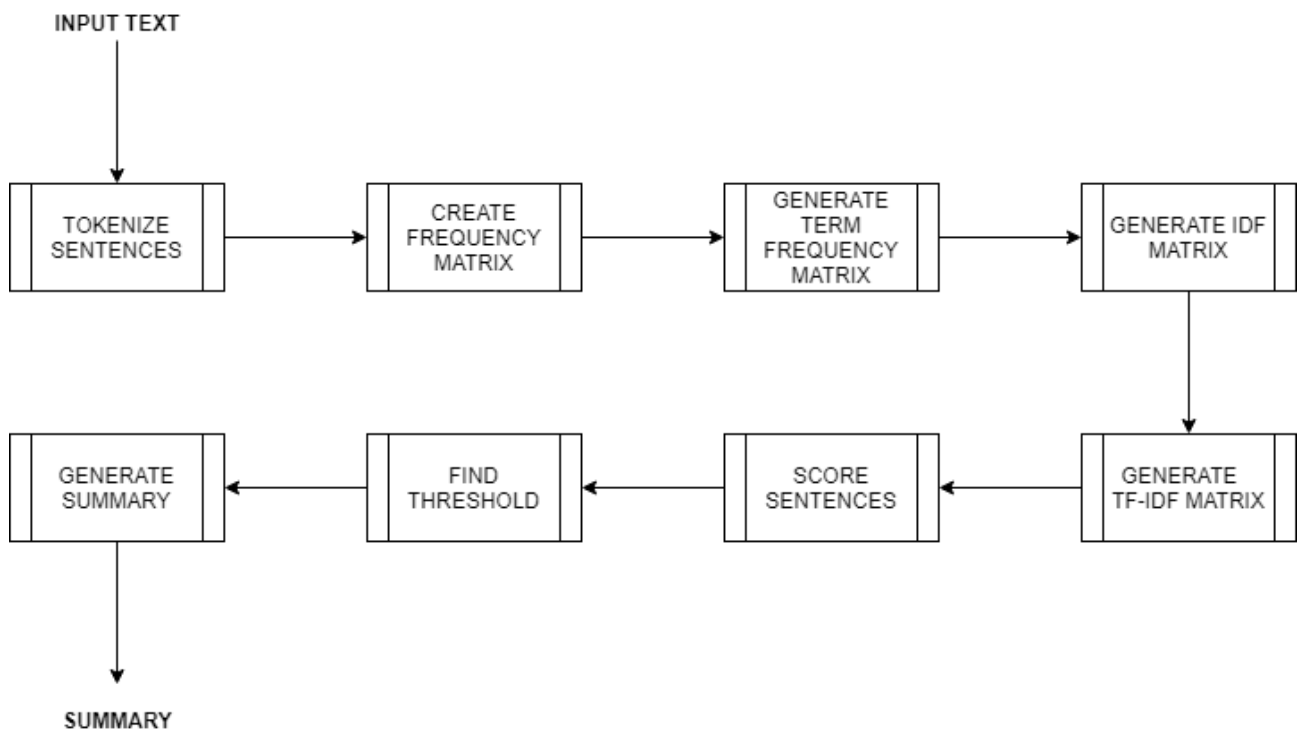 INPUT TEXT
TOKENIZE
SENTENCES
CREATE
FREQUENCY
MATRIX
GENERATE
TERM
FREQUENCY
MATRIX
GENERATE IDF
MATRIX
GENERATE
TF-IDF MATRIX
SCORE
SENTENCES
FIND
THRESHOLD
GENERATE
SUMMARY
SUMMARY